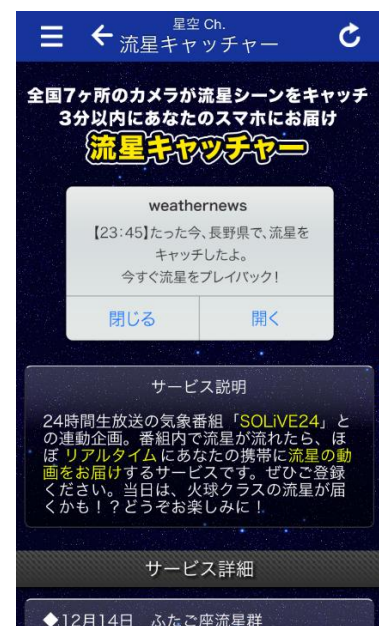 星空 Ch.
流星キャッチャー
全国7ヶ所のカメラが流星シーンをキャッチ
3分以内にあなたのスマホにお届け
流星キャッチャー
weathernews
【23:45】たった今、長野県で、流星を
キャッチしたよ。
今すぐ流星をプレイバック!
閉じる
開く
サービス説明
24時間生放送の気象番組「SOLiVE24」と
の連動企画。番組内で流星が流れたら、ほ
ぼ リアルタイム にあなたの携帯に流星の動
画をお届けするサービスです。ぜひご登録
ください。当日は、火球クラスの流星が届
くかも!?どうぞお楽しみに!
サービス詳細
◆12月14日 ふたご座流星群